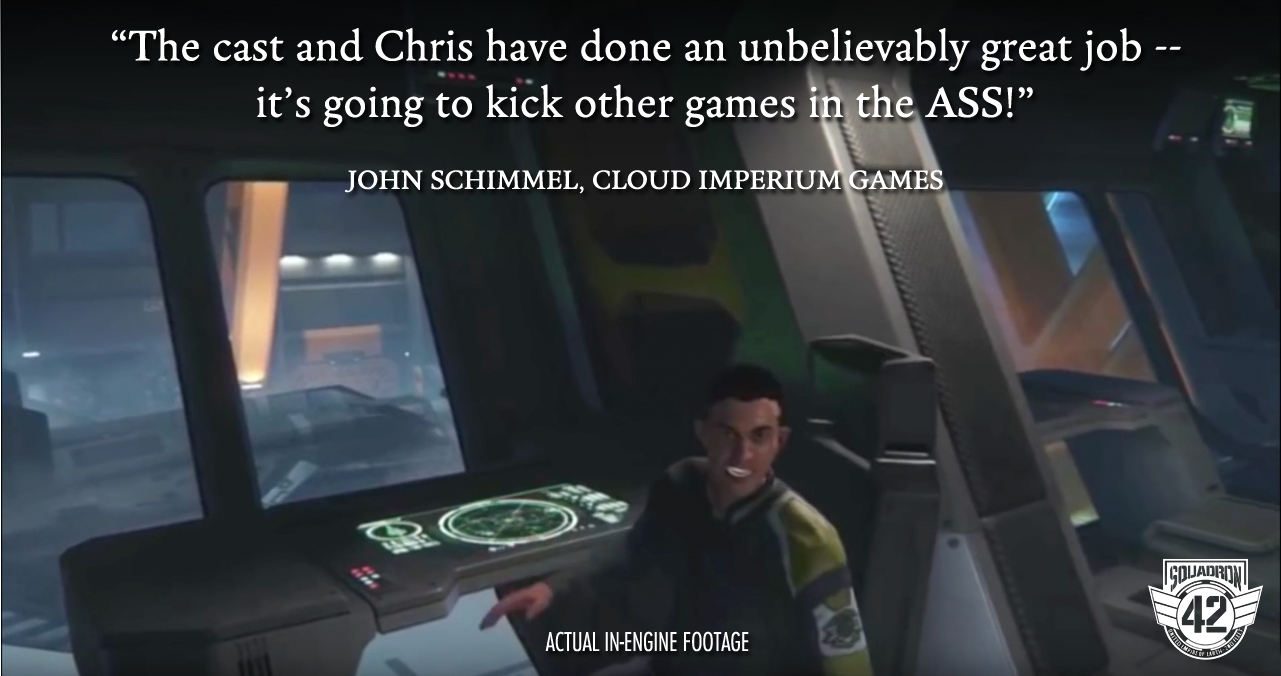 “The cast and Chris have done an unbelievably great job --
it’s going to kick other games in the ASS!”
JOHN SCHIMMEL, CLOUD IMPERIUM GAMES
SQUADRON
42
ACTUAL IN-ENGINE FOOTAGE